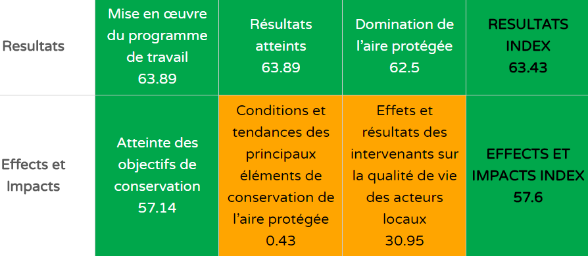 Resultats
Mise en œuvre
du programme
de travail
63.89
Résultats
atteints
63.89
Domination de
l'aire protégée
62.5
RESULTATS
INDEX
63.43
Effects et
Impacts
Atteinte des
objectifs de
conservation
57.14
Conditions et
tendances des
principaux
éléments de
conservation de
l'aire protégée
0.43
Effets et
résultats des
intervenants sur
la qualité de vie
des acteurs
locaux
30.95
EFFECTS ET
IMPACTS INDEX
57.6